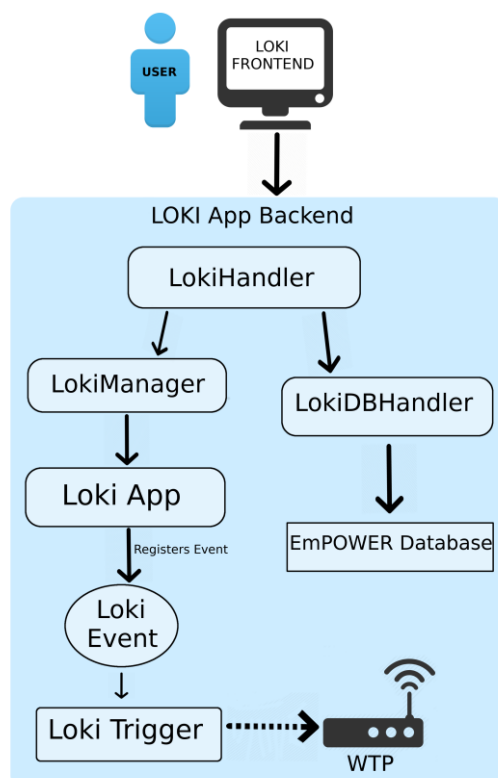 USER
LOKI
FRONTEND
LOKI App Backend
LokiHandler
LokiManager
LokiDBHandler
Loki App
Registers Event
EmPOWER Database
Loki
Event
Loki Trigger
WTP